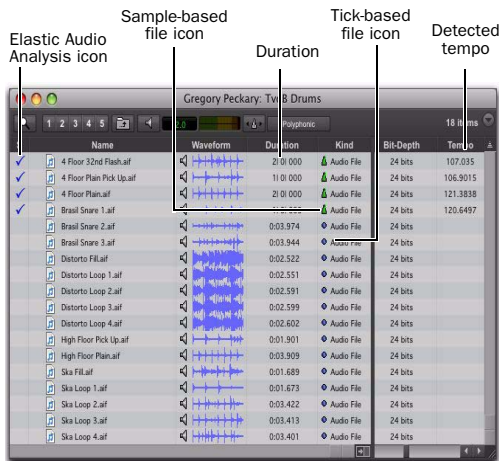 Sample-based
file icon
Tick-based
file icon
Elastic Audio
Analysis icon
Duration
Detected
tempo
Gregory Peckary: TvB Drums
1 2 3 4 5
Polyphonic
18 items
Name Waveform Duration Kind Bit-Depth Tempo
4 Floor 32nd Flash.aif 2| 0| 000 Audio File 24 bits 107.035
4 Floor Plain Pick Up.aif 1| 0| 000 Audio File 24 bits 106.9015
4 Floor Plain.aif 2| 0| 000 Audio File 24 bits 121.3838
Brasil Snare 1.aif Audio File 24 bits 120.6497
Brasil Snare 2.aif 0:03.974 Audio File 24 bits
Brasil Snare 3.aif 0:03.944 Audio File 24 bits
Distorto Fill.aif 0:02.522 Audio File 24 bits
Distorto Loop 1.aif 0:02.551 Audio File 24 bits
Distorto Loop 2.aif 0:02.591 Audio File 24 bits
Distorto Loop 3.aif 0:02.599 Audio File 24 bits
Distorto Loop 4.aif 0:02.602 Audio File 24 bits
High Floor Pick Up.aif 0:01.901 Audio File 24 bits
High Floor Plain.aif 0:03.909 Audio File 24 bits
Ska Fill.aif 0:01.689 Audio File 24 bits
Ska Loop 1.aif 0:01.673 Audio File 24 bits
Ska Loop 2.aif 0:03.422 Audio File 24 bits
Ska Loop 3.aif 0:03.413 Audio File 24 bits
Ska Loop 4.aif 0:03.401 Audio File 24 bits